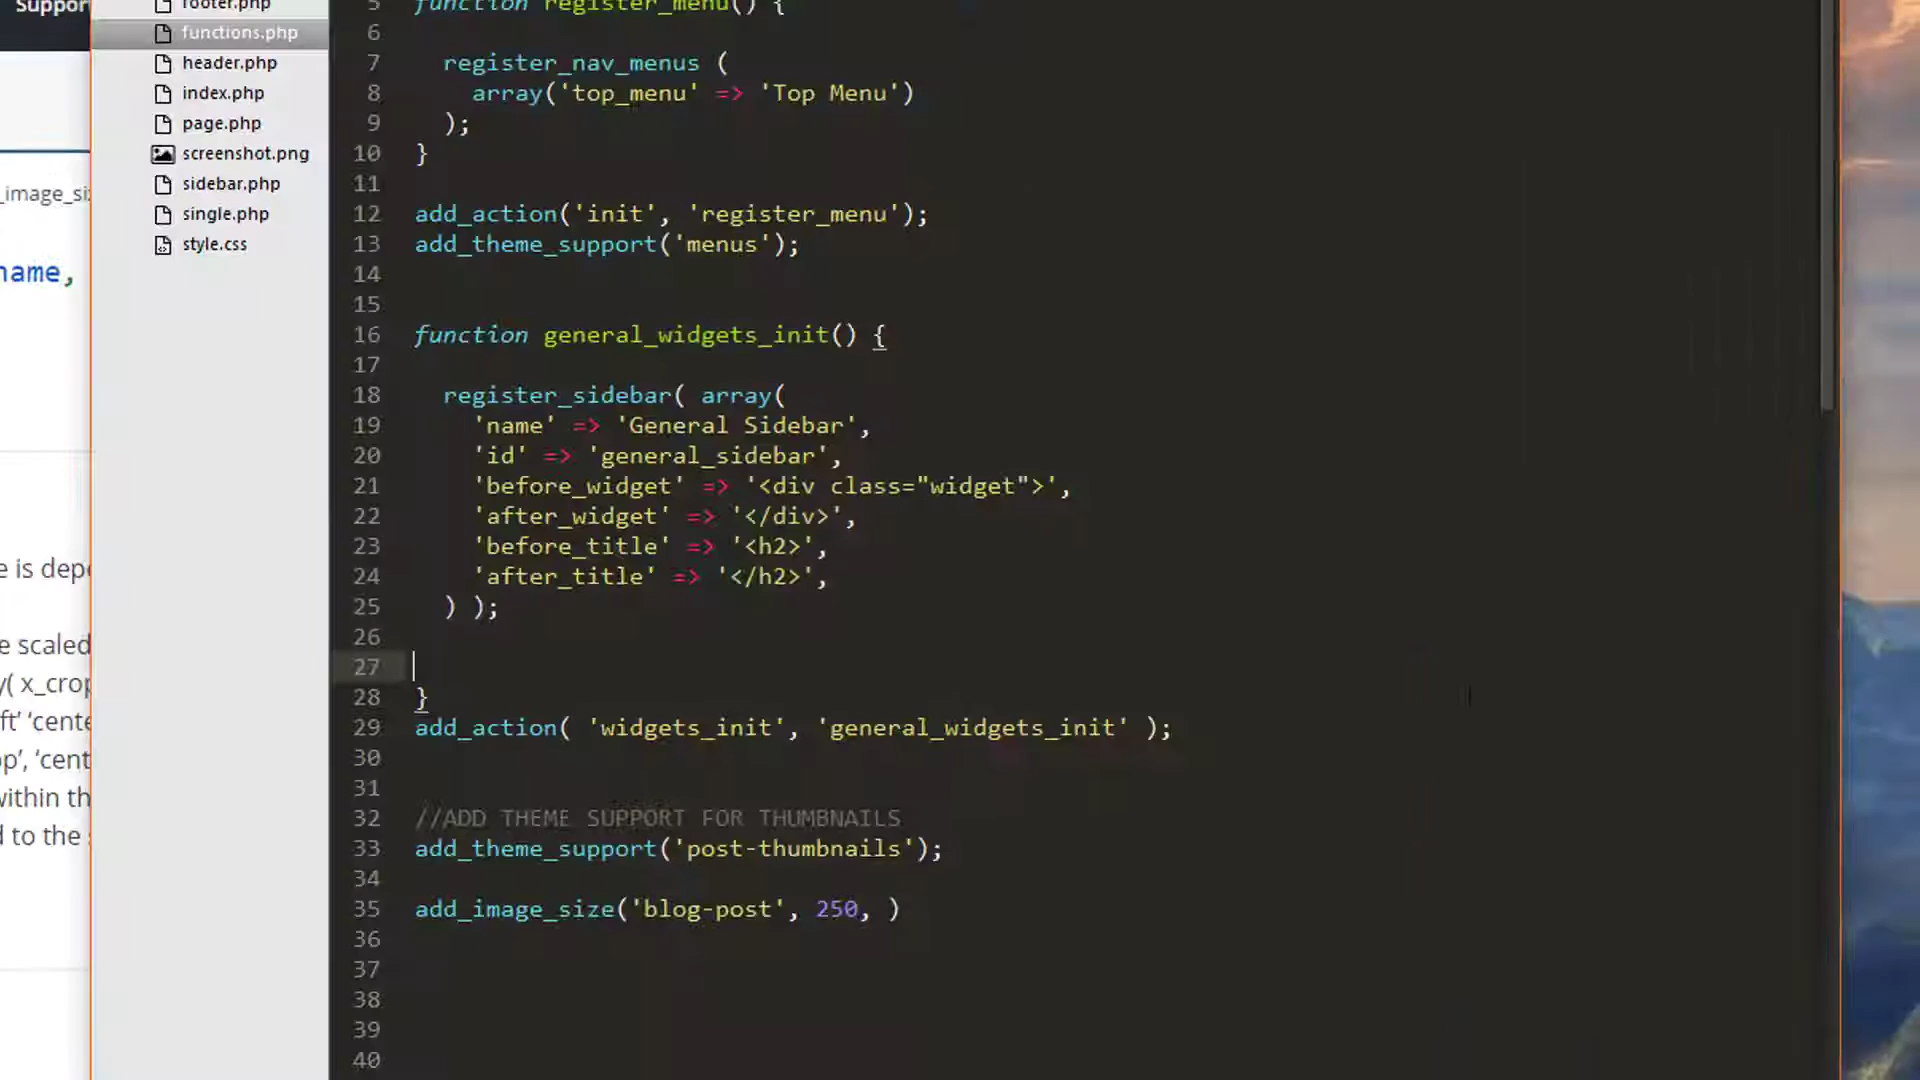 Support
_image_si
name,
e is dep
e scaled
y( x_crop
ft’ ‘cente
op’, ‘cent
within th
d to the
footer.php
functions.php
header.php
index.php
page.php
screenshot.png
sidebar.php
single.php
style.css
5 function register_menu() {
6
7 register_nav_menus (
8 array('top_menu' => 'Top Menu')
9 );
10 }
11
12 add_action('init', 'register_menu');
13 add_theme_support('menus');
14
15
16 function general_widgets_init() {
17
18 register_sidebar( array(
19 'name' => 'General Sidebar',
20 'id' => 'general_sidebar',
21 'before_widget' => '<div class="widget">',
22 'after_widget' => '</div>',
23 'before_title' => '<h2>',
24 'after_title' => '</h2>',
25 ) );
26
27
28 }
29 add_action( 'widgets_init', 'general_widgets_init' );
30
31
32 //ADD THEME SUPPORT FOR THUMBNAILS
33 add_theme_support('post-thumbnails');
34
35 add_image_size('blog-post', 250, )
36
37
38
39
40